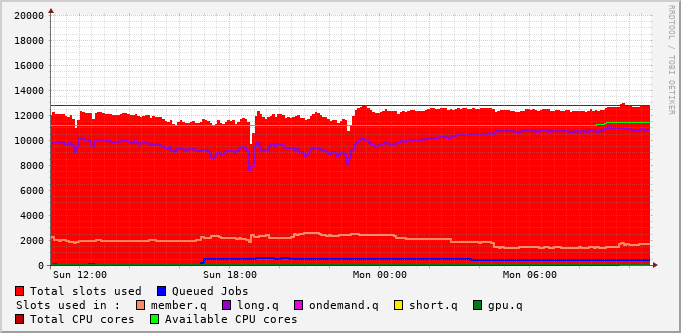 20000
18000
16000
14000
12000
10000
8000
6000
4000
2000
0
Sun 12:00 Sun 18:00 Mon 00:00 Mon 06:00
RRDTOOL / TOBI OETIKER
Total slots used Queued Jobs
Slots used in : member.q long.q ondemand.q short.q gpu.q
Total CPU cores Available CPU cores